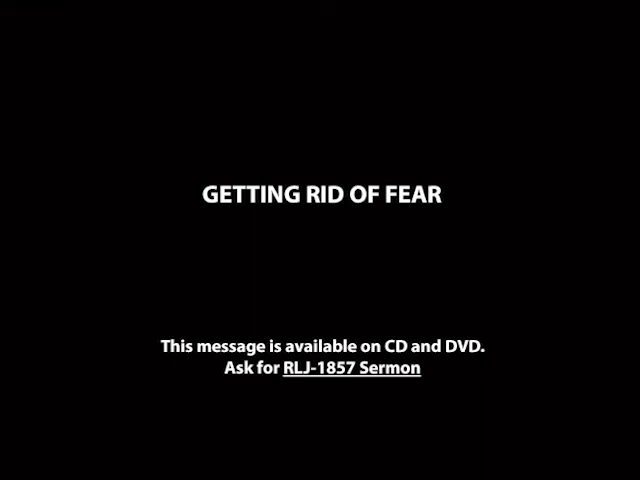 GETTING RID OF FEAR
This message is available on CD and DVD.
Ask for RLJ-1857 Sermon